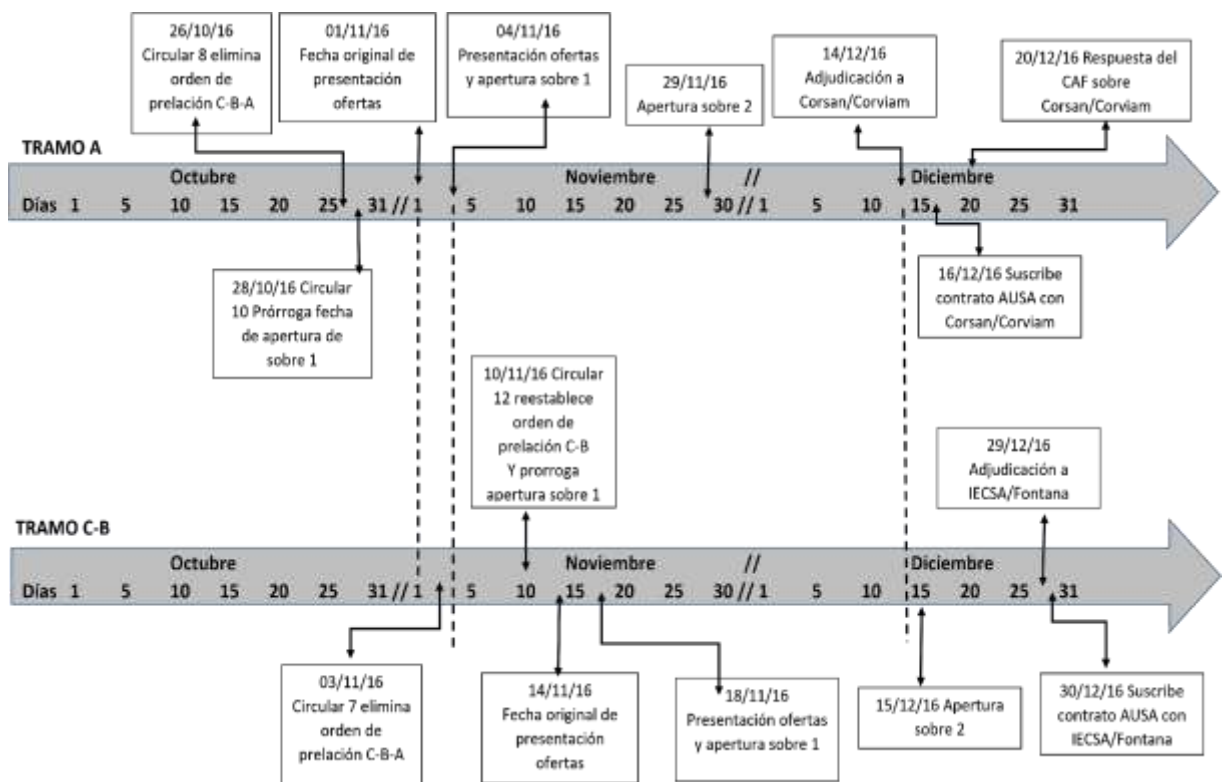 26/10/16
Circular 8 elimina
orden de
prelación C-B-A
01/11/16
Fecha original de
presentación
ofertas
04/11/16
Presentación ofertas
y apertura sobre 1
29/11/16
Apertura sobre 2
14/12/16
Adjudicación a
Corsan/Corviam
20/12/16 Respuesta del
CAF sobre
Corsan/Corviam
TRAMO A
Octubre Noviembre // Diciembre
Días 1 5 10 15 20 25 31 // 1 5 10 15 20 25 30 // 1 5 10 15 20 25 31
28/10/16 Circular
10 Prórroga fecha
de apertura de
sobre 1
16/12/16 Suscribe
contrato AUSA con
Corsan/Corviam
10/11/16 Circular
12 reestablece
orden de
prelación C-B
Y prorroga
apertura sobre 1
29/12/16
Adjudicación a
IECSA/Fontana
TRAMO C-B
Octubre Noviembre // Diciembre
Días 1 5 10 15 20 25 31 // 1 5 10 15 20 25 30 // 1 5 10 15 20 25 31
03/11/16
Circular 7 elimina
orden de
prelación C-B-A
14/11/16
Fecha original de
presentación
ofertas
18/11/16
Presentación ofertas
y apertura sobre 1
15/12/16 Apertura
sobre 2
30/12/16 Suscribe
contrato AUSA con
IECSA/Fontana